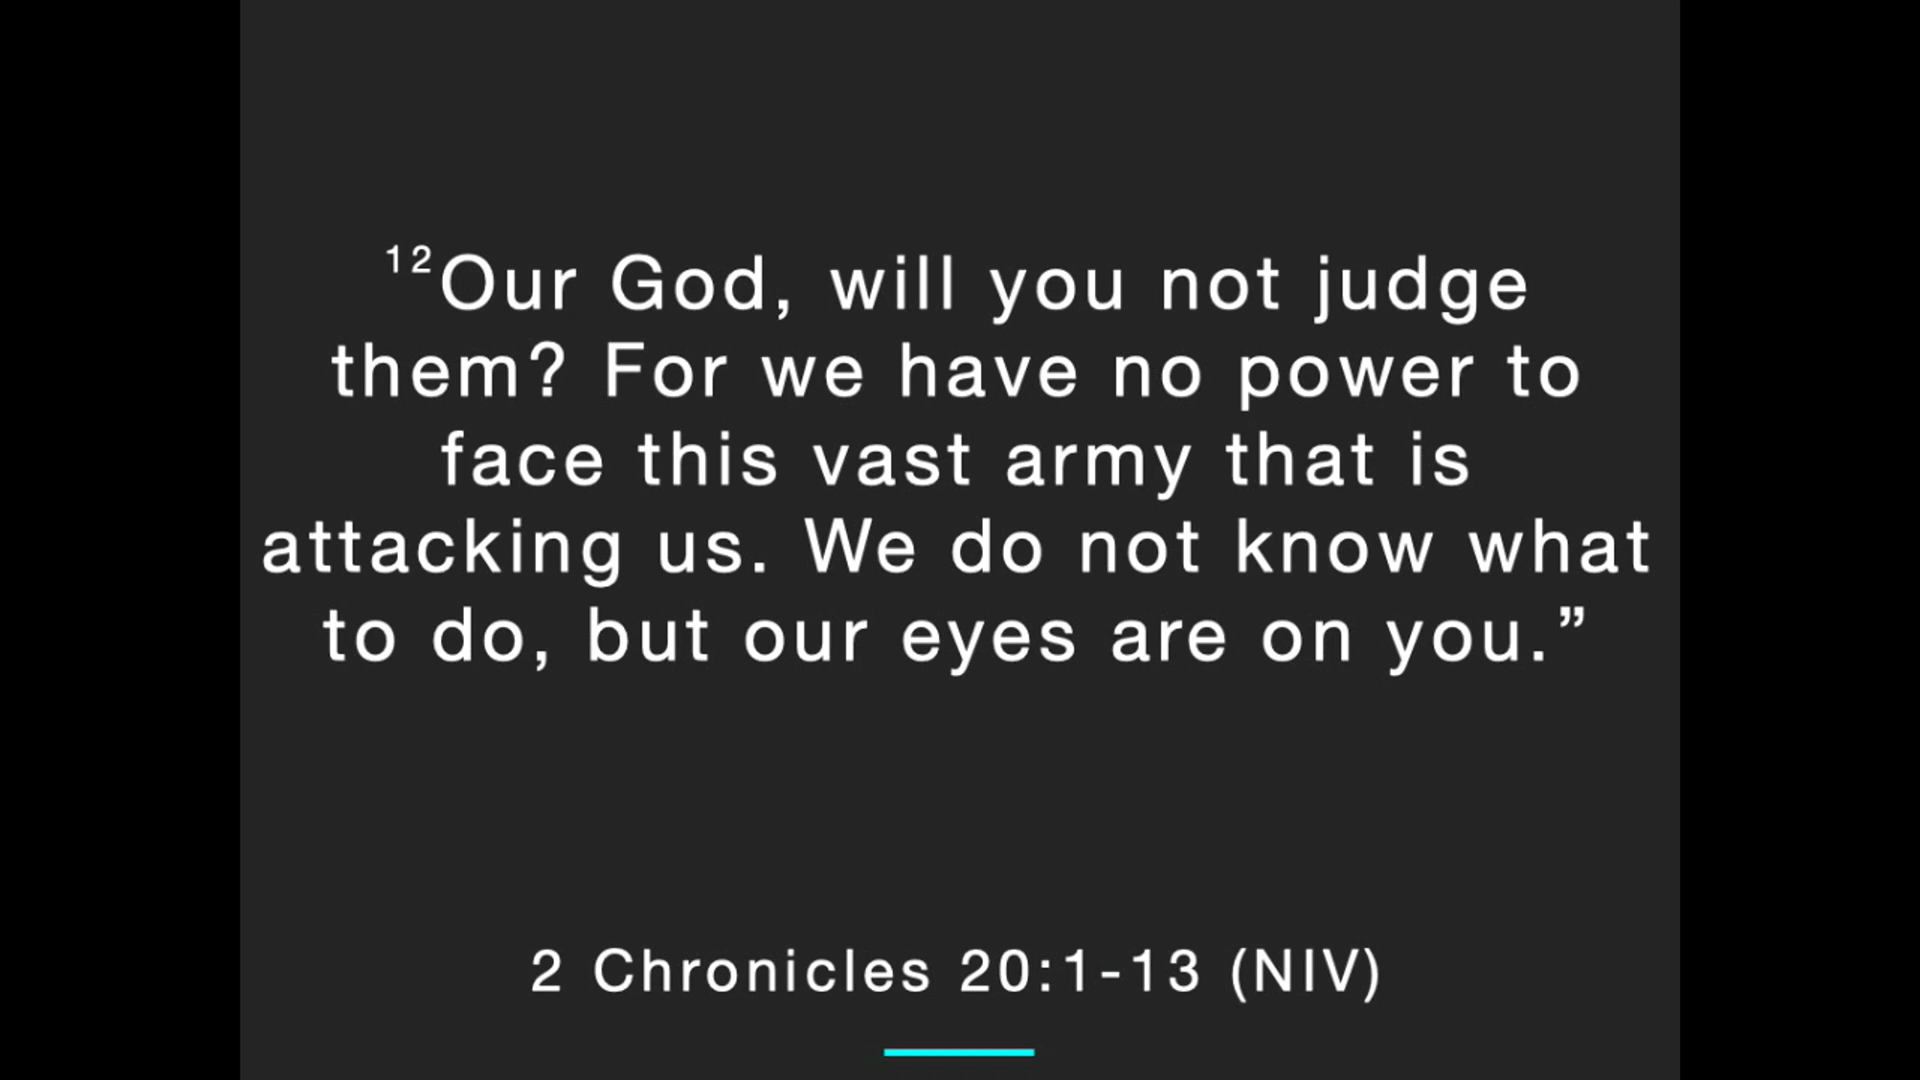 ¹²Our God, will you not judge
them? For we have no power to
face this vast army that is
attacking us. We do not know what
to do, but our eyes are on you.”
2 Chronicles 20:1-13 (NIV)